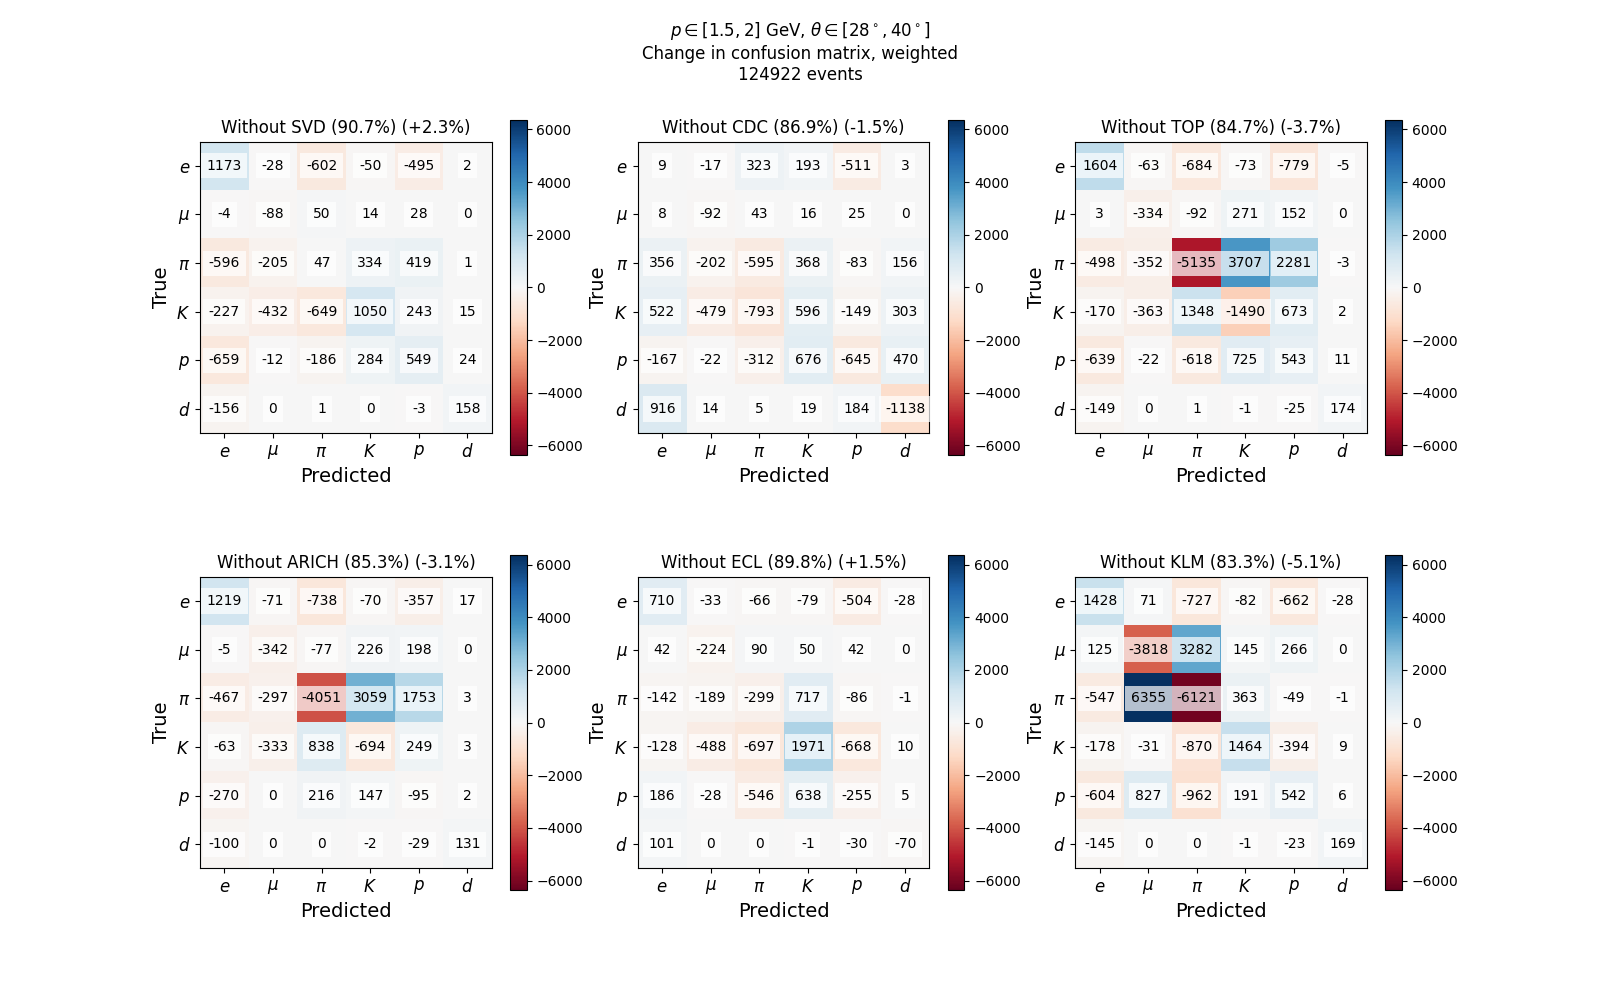 p ∈ [1.5, 2] GeV, θ ∈ [28°, 40°]
Change in confusion matrix, weighted
124922 events
Without SVD (90.7%) (+2.3%)
e 1173 -28 -602 -50 -495 2
μ -4 -88 50 14 28 0
π -596 -205 47 334 419 1
K -227 -432 -649 1050 243 15
p -659 -12 -186 284 549 24
d -156 0 1 0 -3 158
e μ π K p d
Predicted
True
6000
4000
2000
0
−2000
−4000
−6000
Without CDC (86.9%) (-1.5%)
e 9 -17 323 193 -511 3
μ 8 -92 43 16 25 0
π 356 -202 -595 368 -83 156
K 522 -479 -793 596 -149 303
p -167 -22 -312 676 -645 470
d 916 14 5 19 184 -1138
e μ π K p d
Predicted
True
6000
4000
2000
0
−2000
−4000
−6000
Without TOP (84.7%) (-3.7%)
e 1604 -63 -684 -73 -779 -5
μ 3 -334 -92 271 152 0
π -498 -352 -5135 3707 2281 -3
K -170 -363 1348 -1490 673 2
p -639 -22 -618 725 543 11
d -149 0 1 -1 -25 174
e μ π K p d
Predicted
True
6000
4000
2000
0
−2000
−4000
−6000
Without ARICH (85.3%) (-3.1%)
e 1219 -71 -738 -70 -357 17
μ -5 -342 -77 226 198 0
π -467 -297 -4051 3059 1753 3
K -63 -333 838 -694 249 3
p -270 0 216 147 -95 2
d -100 0 0 -2 -29 131
e μ π K p d
Predicted
True
6000
4000
2000
0
−2000
−4000
−6000
Without ECL (89.8%) (+1.5%)
e 710 -33 -66 -79 -504 -28
μ 42 -224 90 50 42 0
π -142 -189 -299 717 -86 -1
K -128 -488 -697 1971 -668 10
p 186 -28 -546 638 -255 5
d 101 0 0 -1 -30 -70
e μ π K p d
Predicted
True
6000
4000
2000
0
−2000
−4000
−6000
Without KLM (83.3%) (-5.1%)
e 1428 71 -727 -82 -662 -28
μ 125 -3818 3282 145 266 0
π -547 6355 -6121 363 -49 -1
K -178 -31 -870 1464 -394 9
p -604 827 -962 191 542 6
d -145 0 0 -1 -23 169
e μ π K p d
Predicted
True
6000
4000
2000
0
−2000
−4000
−6000